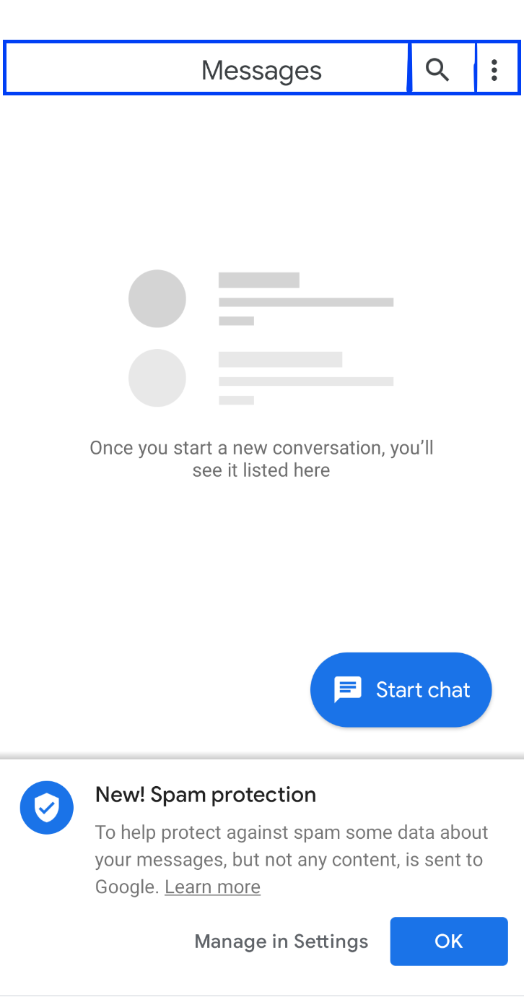 Messages
Once you start a new conversation, you’ll
see it listed here
Start chat
New! Spam protection
To help protect against spam some data about
your messages, but not any content, is sent to
Google. Learn more
Manage in Settings OK